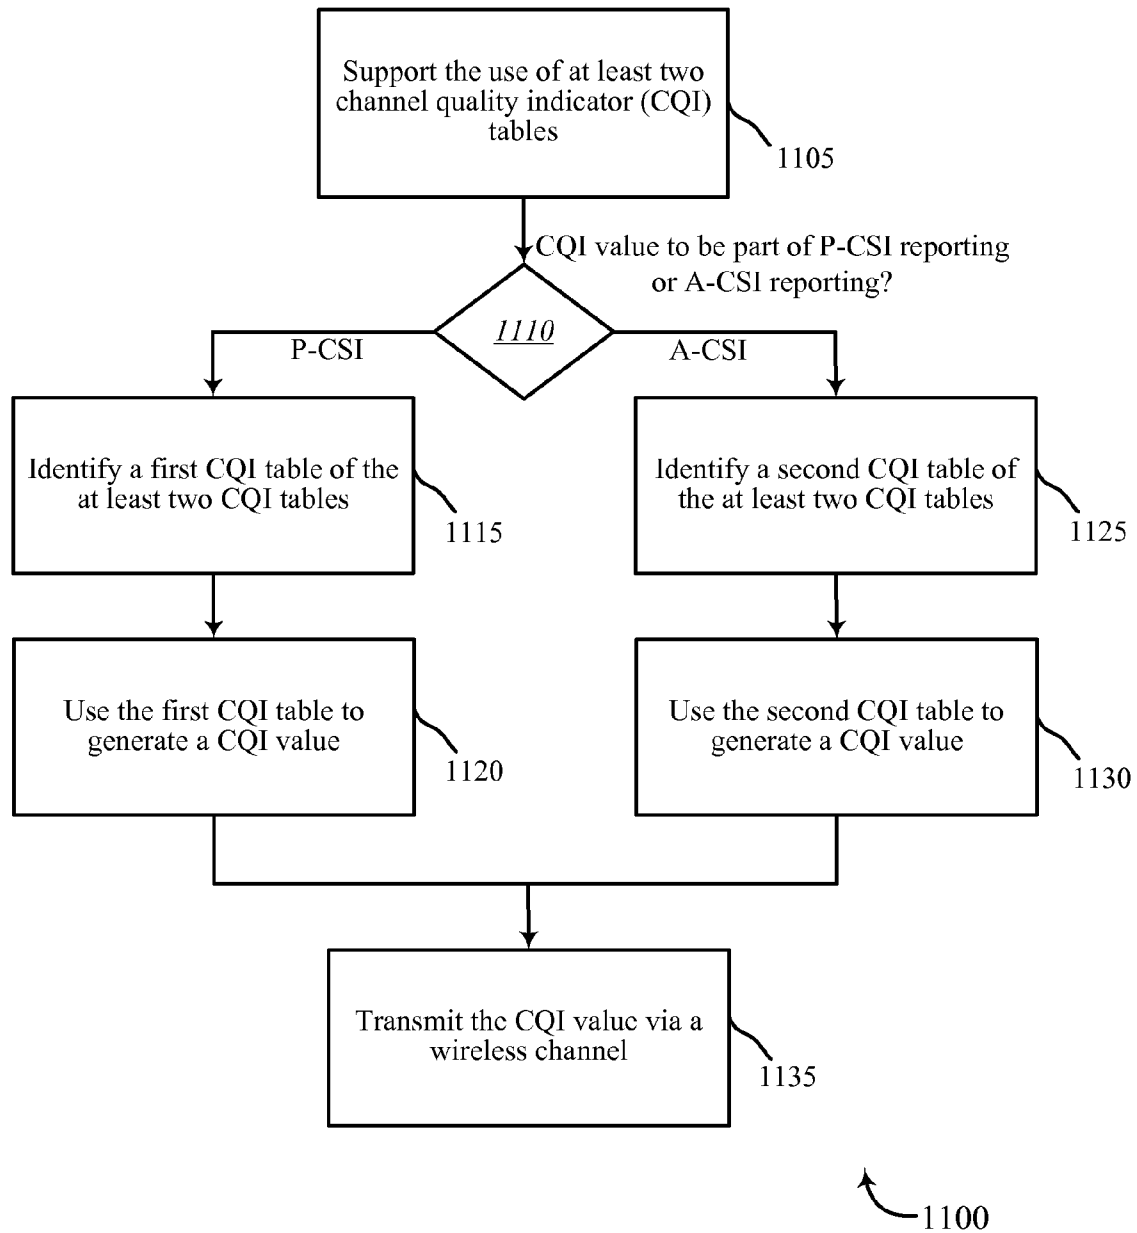 Support the use of at least two
channel quality indicator (CQI)
tables
1105
CQI value to be part of P-CSI reporting
or A-CSI reporting?
1110
P-CSI
A-CSI
Identify a first CQI table of the
at least two CQI tables
1115
Identify a second CQI table of
the at least two CQI tables
1125
Use the first CQI table to
generate a CQI value
1120
Use the second CQI table to
generate a CQI value
1130
Transmit the CQI value via a
wireless channel
1135
1100